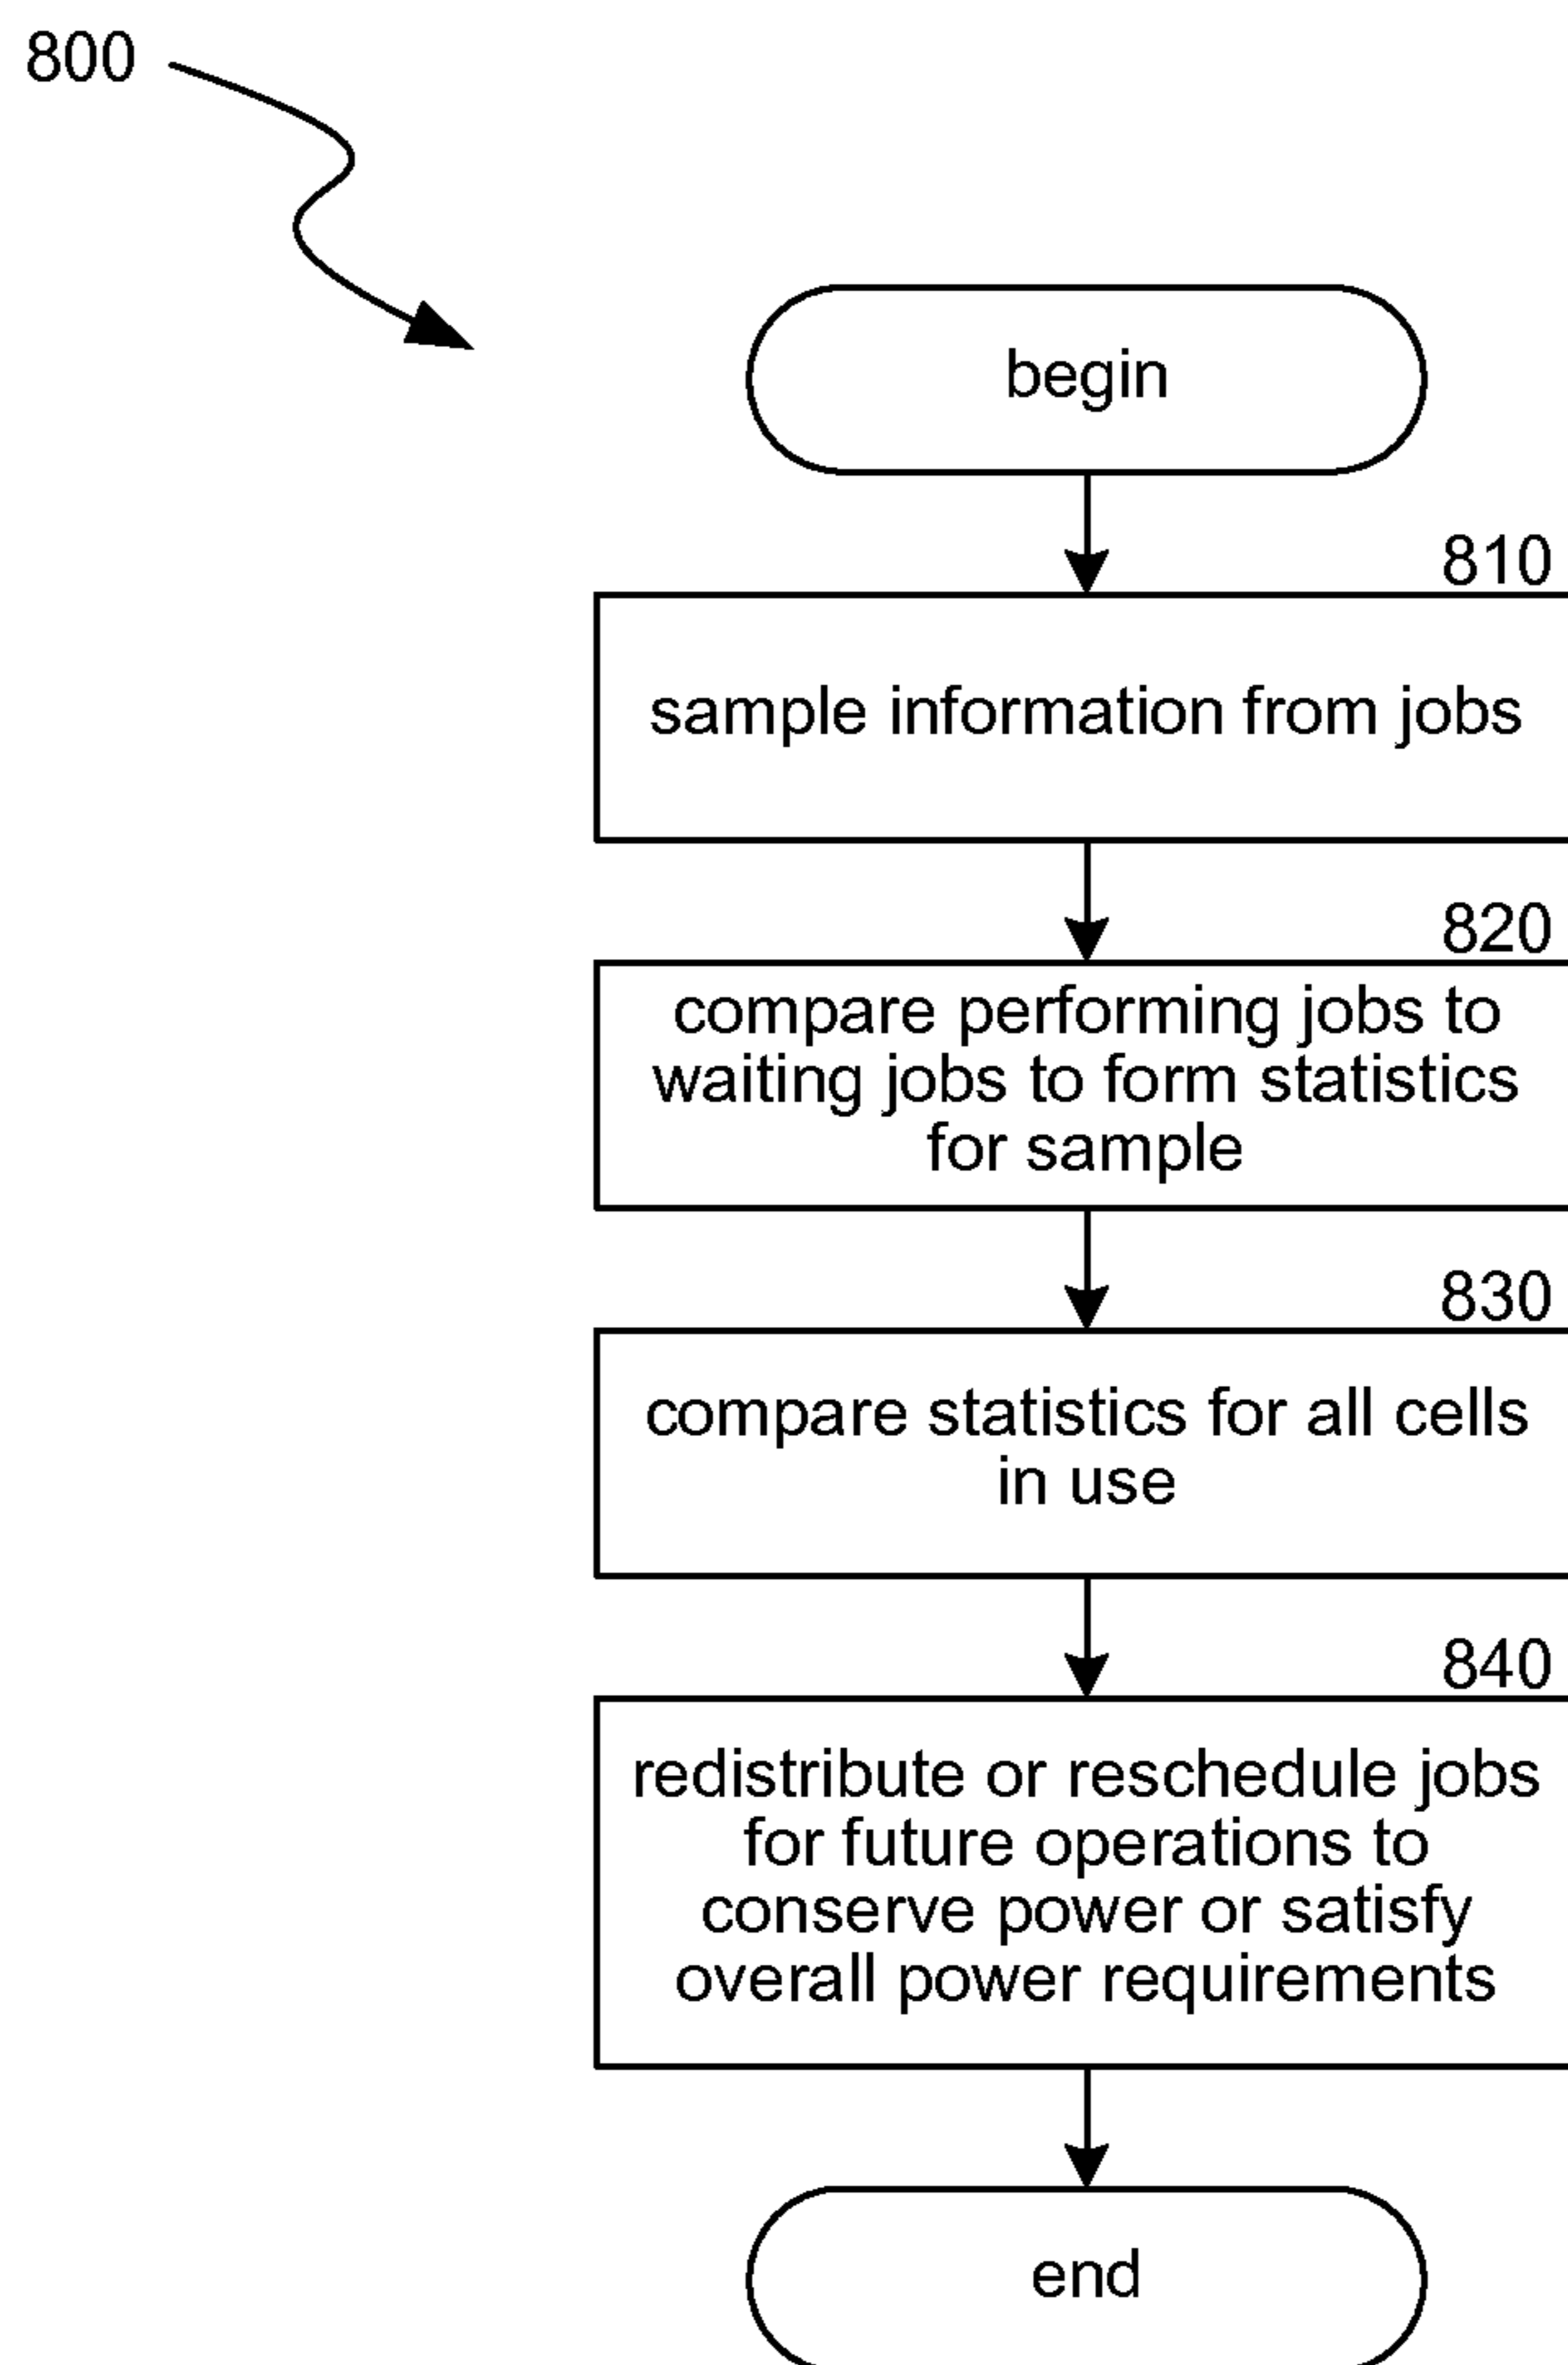 800
begin
810
sample information from jobs
820
compare performing jobs to
waiting jobs to form statistics
for sample
830
compare statistics for all cells
in use
840
redistribute or reschedule jobs
for future operations to
conserve power or satisfy
overall power requirements
end